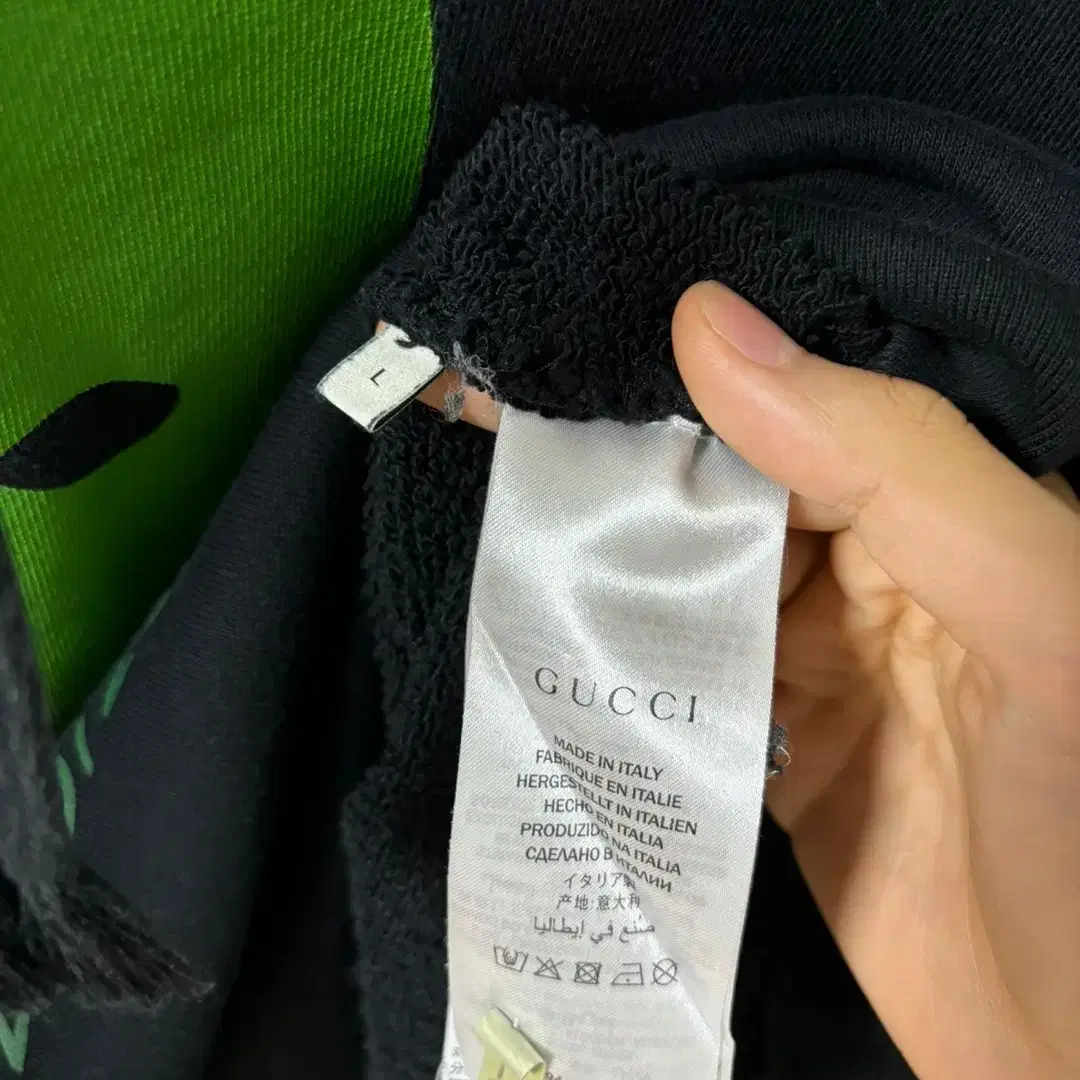 L
GUCCI
MADE IN ITALY
FABRIQUE EN ITALIE
HERGESTELLT IN ITALIEN
HECHO EN ITALIA
PRODUZIDO NA ITALIA
СДЕЛАНО В ИТАЛИИ
イタリア製
产地·意大利
صنع في إيطاليا